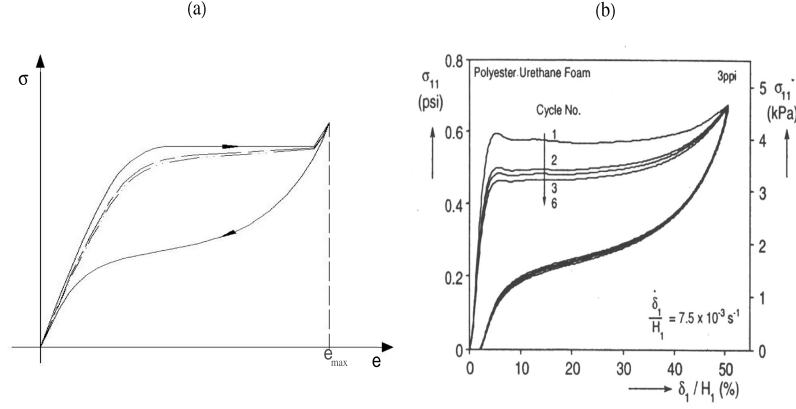 (a)
σ
e
max
e
(b)
0.8
0.6
0.4
0.2
0
σ11
(psi)
Polyester Urethane Foam
3ppi
Cycle No.
1
2
3
6
δ̇1
H1
= 7.5 x 10-3 s-1
0 10 20 30 40 50
δ1 / H1 (%)
5
4
3
2
1
0
σ11
(kPa)